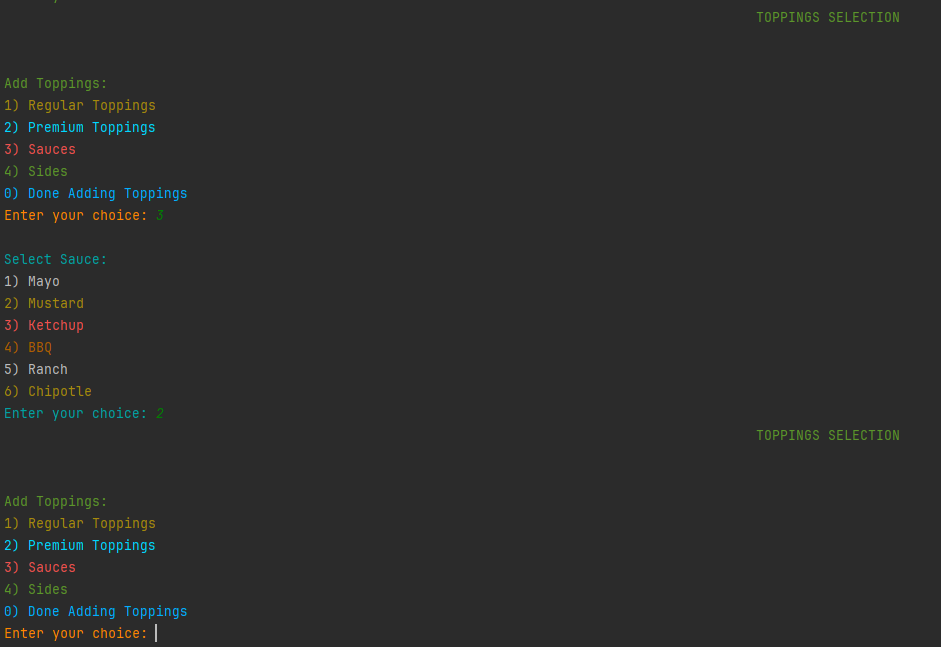 TOPPINGS SELECTION
Add Toppings:
1) Regular Toppings
2) Premium Toppings
3) Sauces
4) Sides
0) Done Adding Toppings
Enter your choice: 3
Select Sauce:
1) Mayo
2) Mustard
3) Ketchup
4) BBQ
5) Ranch
6) Chipotle
Enter your choice: 2
TOPPINGS SELECTION
Add Toppings:
1) Regular Toppings
2) Premium Toppings
3) Sauces
4) Sides
0) Done Adding Toppings
Enter your choice: